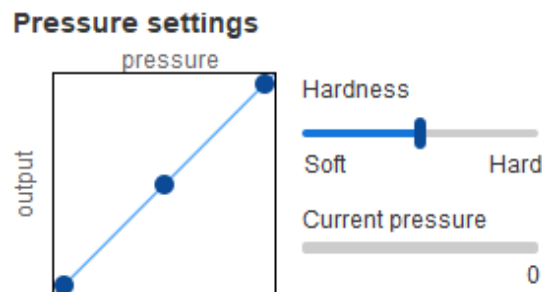 Pressure settings
pressure
output
Hardness
Soft Hard
Current pressure
0